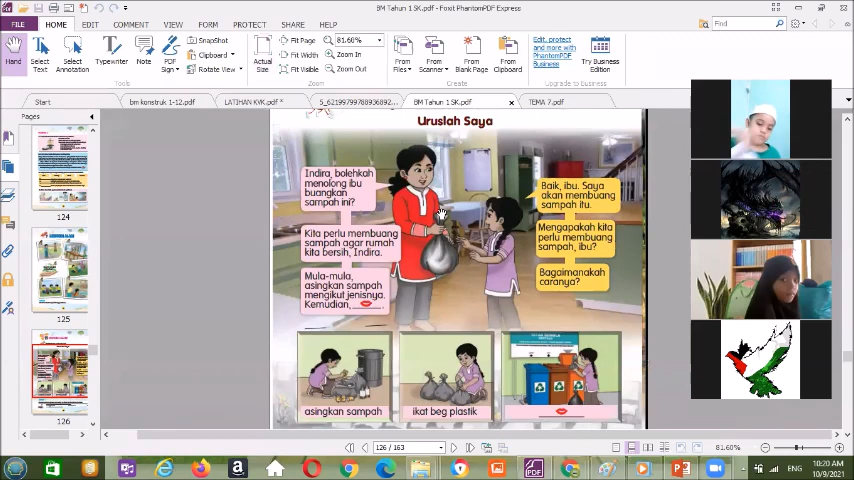 BM Tahun 1 SK.pdf - Foxit PhantomPDF Express
FILE HOME EDIT COMMENT VIEW FORM PROTECT SHARE HELP
Find
Hand
Select Text
Select Annotation
SnapShot
Clipboard
Rotate View
Typewriter
Note
PDF Sign
Actual Size
Fit Page
Fit Width
Fit Visible
81.60%
Zoom In
Zoom Out
From Files
From Scanner
From Blank Page
From Clipboard
Edit, protect and more with PhantomPDF Business
Try Business Edition
Tools Zoom Create Upgrade to Business
Start bm konstruk 1-12.pdf LATIHAN KVK.pdf * 5_62199799788936892... BM Tahun 1 SK.pdf TEMA 7.pdf
Pages
124
125
126
Uruslah Saya
Indira, bolehkah
menolong ibu
buangkan
sampah ini?
Kita perlu membuang
sampah agar rumah
kita bersih, Indira.
Mula-mula,
asingkan sampah
mengikut jenisnya.
Kemudian,
Baik, ibu. Saya
akan membuang
sampah itu.
Mengapakah kita
perlu membuang
sampah, ibu?
Bagaimanakah
caranya?
asingkan sampah
ikat beg plastik
126 / 163
81.60%
ENG
10:20 AM
10/9/2021